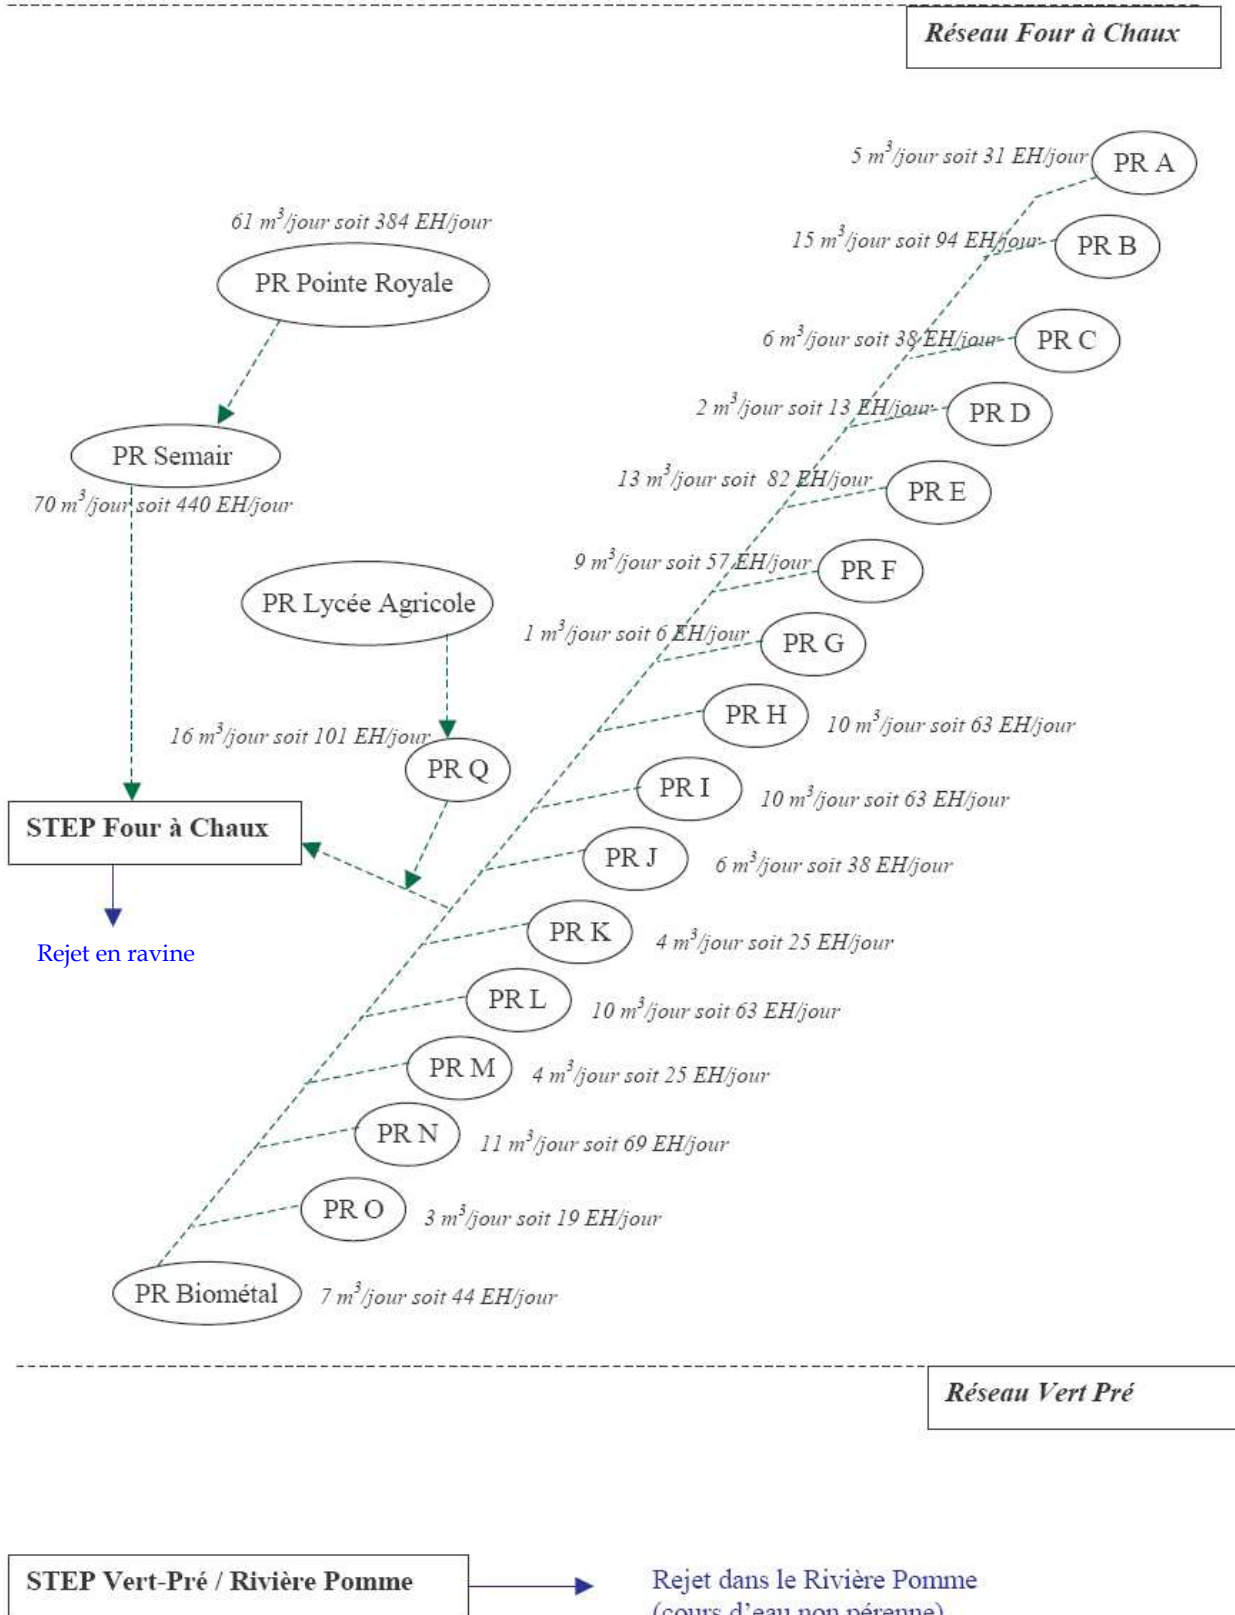 Réseau Four à Chaux
5 m³/jour soit 31 EH/jour
PR A
61 m³/jour soit 384 EH/jour
15 m³/jour soit 94 EH/jour
PR B
PR Pointe Royale
6 m³/jour soit 38 EH/jour
PR C
2 m³/jour soit 13 EH/jour
PR D
PR Semair
13 m³/jour soit 82 EH/jour
PR E
70 m³/jour soit 440 EH/jour
9 m³/jour soit 57 EH/jour
PR F
PR Lycée Agricole
1 m³/jour soit 6 EH/jour
PR G
PR H
10 m³/jour soit 63 EH/jour
16 m³/jour soit 101 EH/jour
PR Q
PR I
10 m³/jour soit 63 EH/jour
STEP Four à Chaux
PR J
6 m³/jour soit 38 EH/jour
PR K
4 m³/jour soit 25 EH/jour
Rejet en ravine
PR L
10 m³/jour soit 63 EH/jour
PR M
4 m³/jour soit 25 EH/jour
PR N
11 m³/jour soit 69 EH/jour
PR O
3 m³/jour soit 19 EH/jour
PR Biométal
7 m³/jour soit 44 EH/jour
Réseau Vert Pré
STEP Vert-Pré / Rivière Pomme
Rejet dans le Rivière Pomme
(cours d'eau non pérenne)